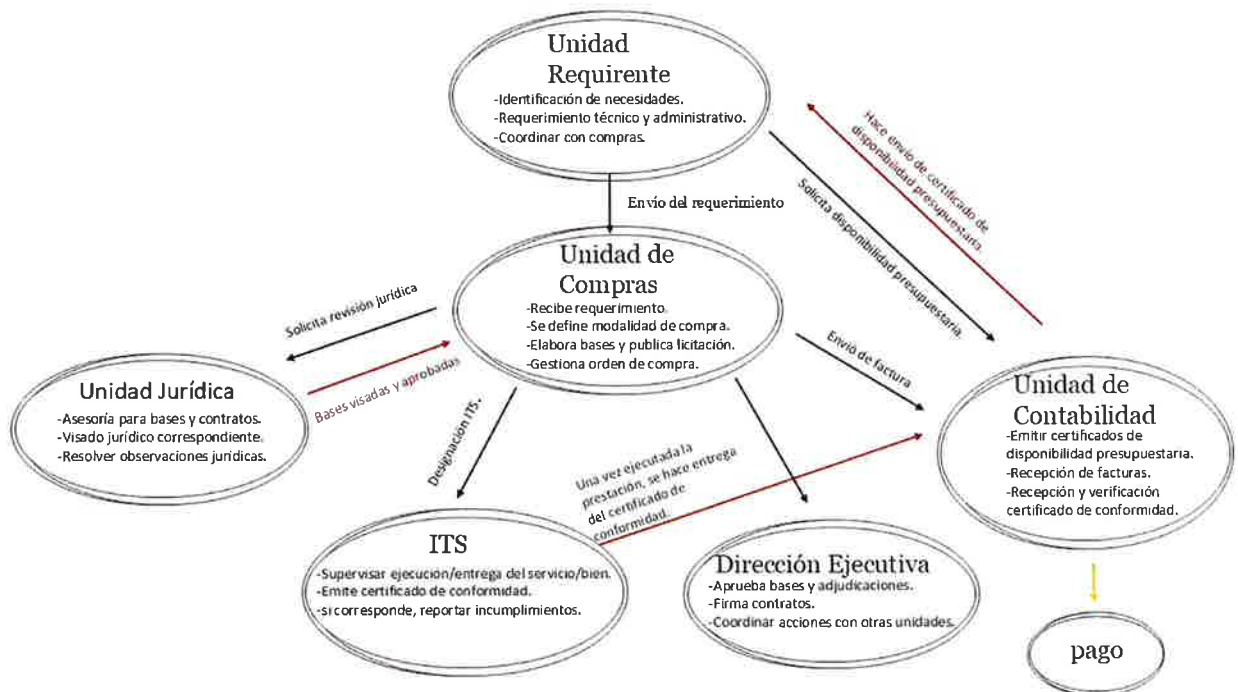 Unidad
Requirente
-Identificación de necesidades.
-Requerimiento técnico y administrativo.
-Coordinar con compras.
Hace envío de certificado de
disponibilidad presupuestaria.
Solicita disponibilidad presupuestaria.
Envío del requerimiento
Unidad de
Compras
-Recibe requerimiento.
-Se define modalidad de compra.
-Elabora bases y publica licitación.
-Gestiona orden de compra.
Solicita revisión jurídica
Bases visadas y aprobadas
Envió de factura
Unidad Jurídica
-Asesoría para bases y contratos.
-Visado jurídico correspondiente.
-Resolver observaciones jurídicas.
Unidad de
Contabilidad
-Emitir certificados de
disponibilidad presupuestaria.
-Recepción de facturas.
-Recepción y verificación
certificado de conformidad.
Designación ITS.
Una vez ejecutada la
prestación, se hace entrega
del certificado de
conformidad.
ITS
-Supervisar ejecución/entrega del servicio/bien.
-Emite certificado de conformidad.
-si corresponde, reportar incumplimientos.
Dirección Ejecutiva
-Aprueba bases y adjudicaciones.
-Firma contratos.
-Coordinar acciones con otras unidades.
pago